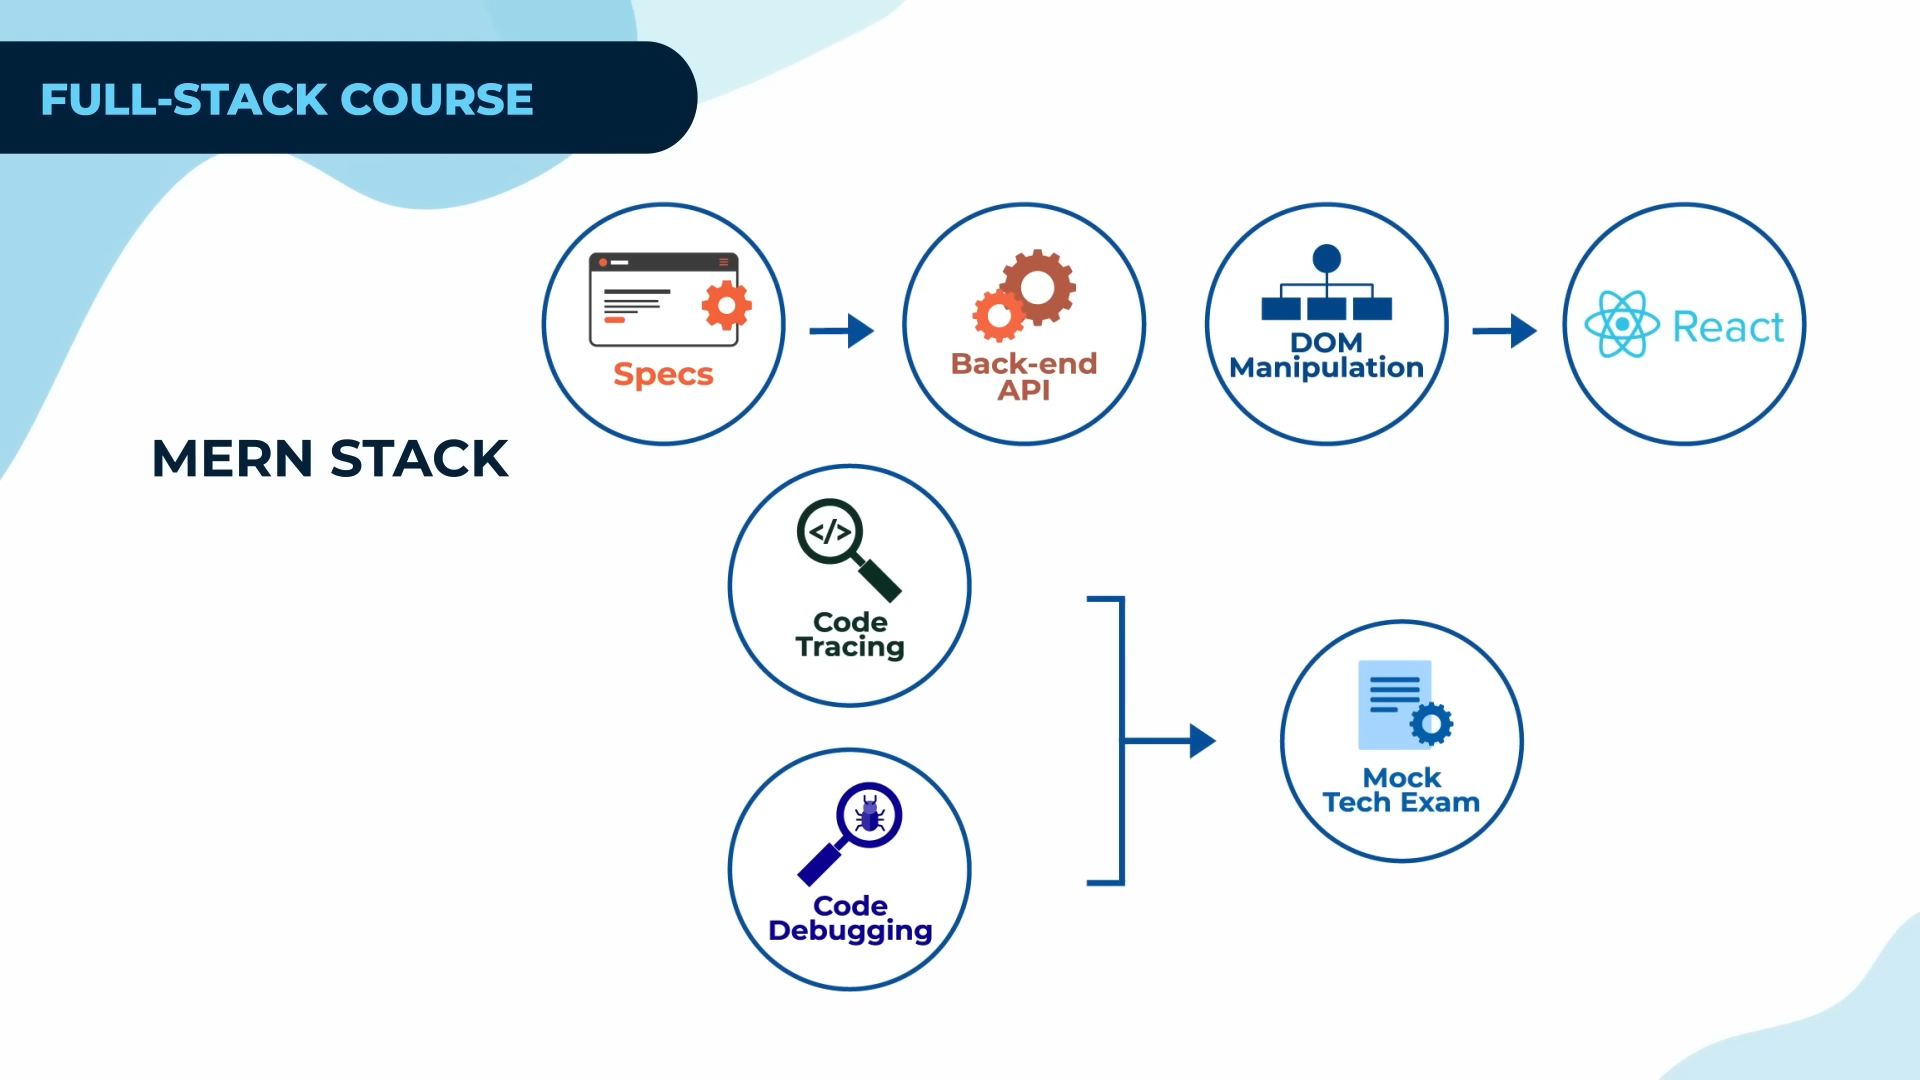 FULL-STACK COURSE
MERN STACK
Specs
Back-end
API
DOM
Manipulation
React
</>
Code
Tracing
Code
Debugging
Mock
Tech Exam